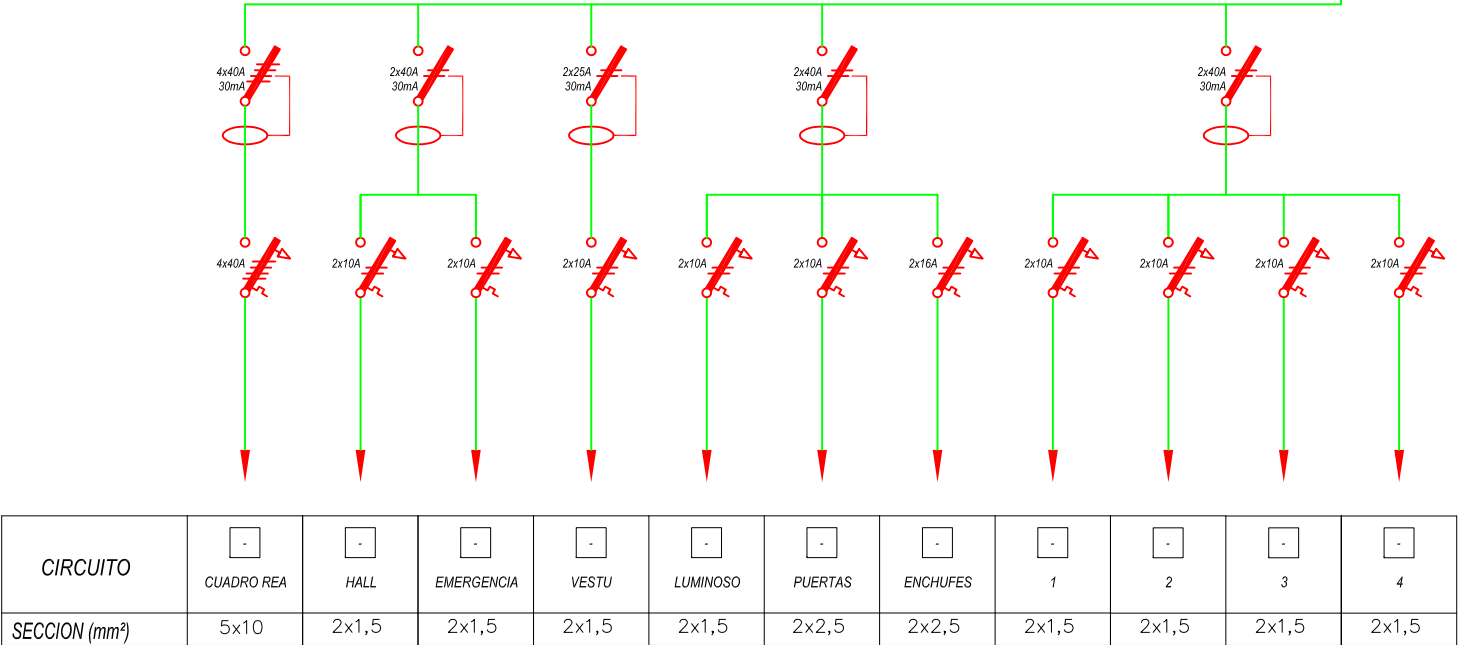 4x40A
30mA
2x40A
30mA
2x25A
30mA
2x40A
30mA
2x40A
30mA
4x40A
2x10A
2x10A
2x10A
2x10A
2x10A
2x16A
2x10A
2x10A
2x10A
2x10A
CIRCUITO
- - - - - - - - - - -
CUADRO REA HALL EMERGENCIA VESTU LUMINOSO PUERTAS ENCHUFES 1 2 3 4
SECCION (mm²) 5x10 2x1,5 2x1,5 2x1,5 2x1,5 2x2,5 2x2,5 2x1,5 2x1,5 2x1,5 2x1,5